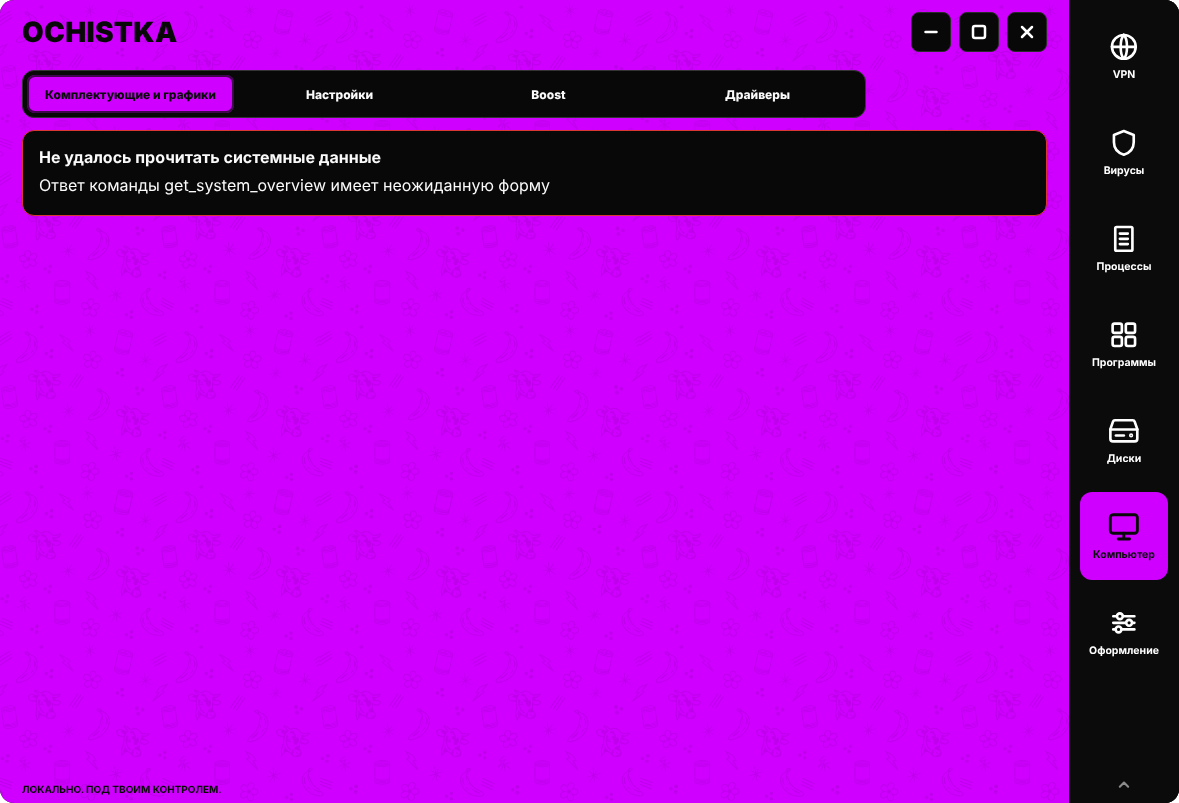 OCHISTKA
Комплектующие и графики
Настройки
Boost
Драйверы
Не удалось прочитать системные данные
Ответ команды get_system_overview имеет неожиданную форму
VPN
Вирусы
Процессы
Программы
Диски
Компьютер
Оформление
ЛОКАЛЬНО. ПОД ТВОИМ КОНТРОЛЕМ.